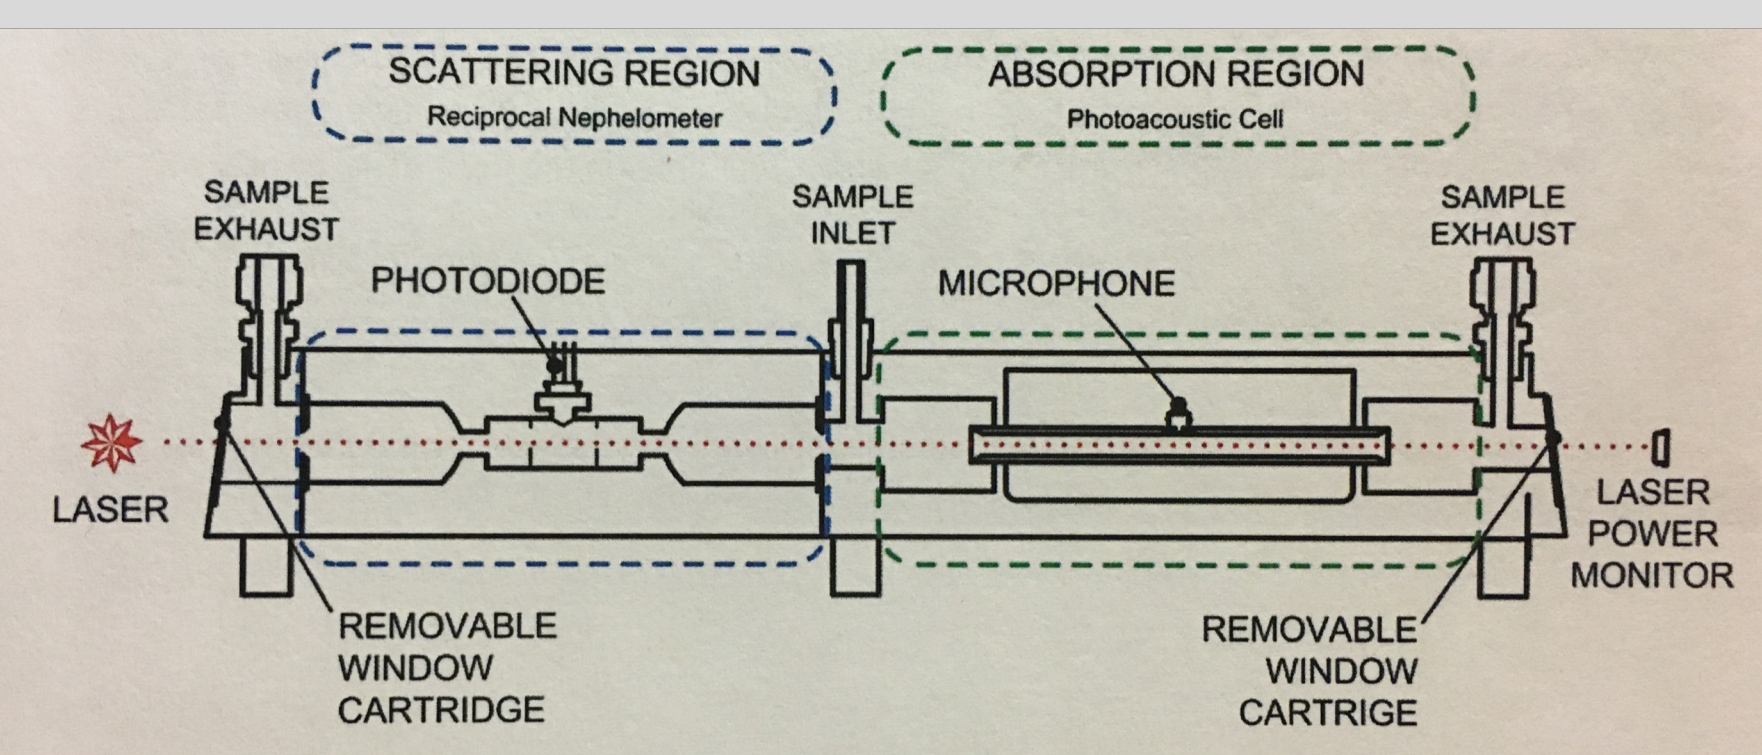 SCATTERING REGION
Reciprocal Nephelometer
ABSORPTION REGION
Photoacoustic Cell
SAMPLE
EXHAUST
SAMPLE
INLET
SAMPLE
EXHAUST
PHOTODIODE
MICROPHONE
LASER
LASER
POWER
MONITOR
REMOVABLE
WINDOW
CARTRIDGE
REMOVABLE
WINDOW
CARTRIGE